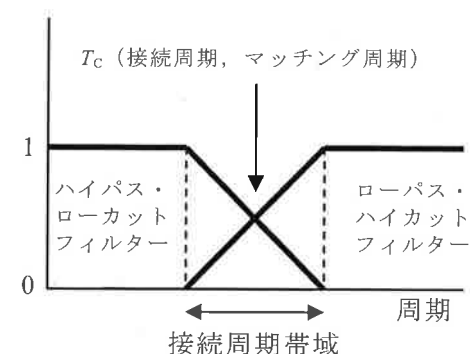 T_C（接続周期，マッチング周期）
1
ハイパス・
ローカット
フィルター
ローパス・
ハイカット
フィルター
0
周期
接続周期帯域